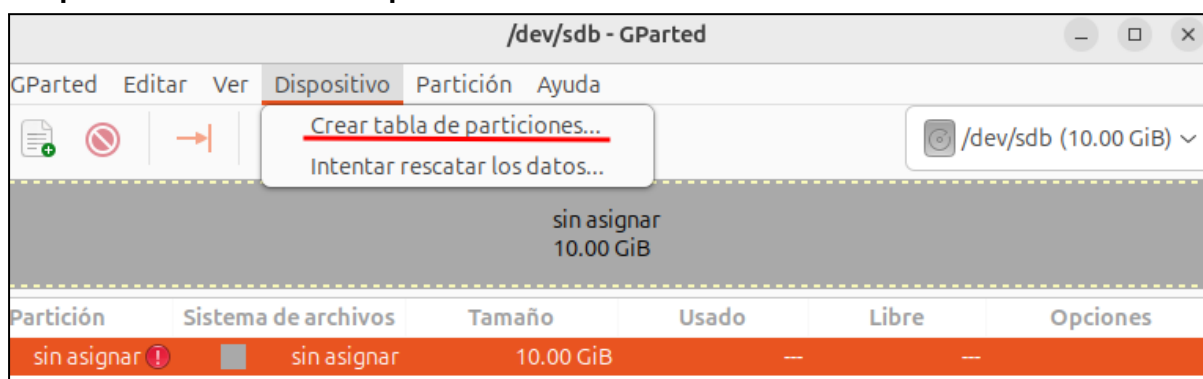 /dev/sdb - GParted
GParted Editar Ver Dispositivo Partición Ayuda
Crear tabla de particiones...
/dev/sdb (10.00 GiB)
Intentar rescatar los datos...
sin asignar
10.00 GiB
Partición Sistema de archivos Tamaño Usado Libre Opciones
sin asignar sin asignar 10.00 GiB --- ---